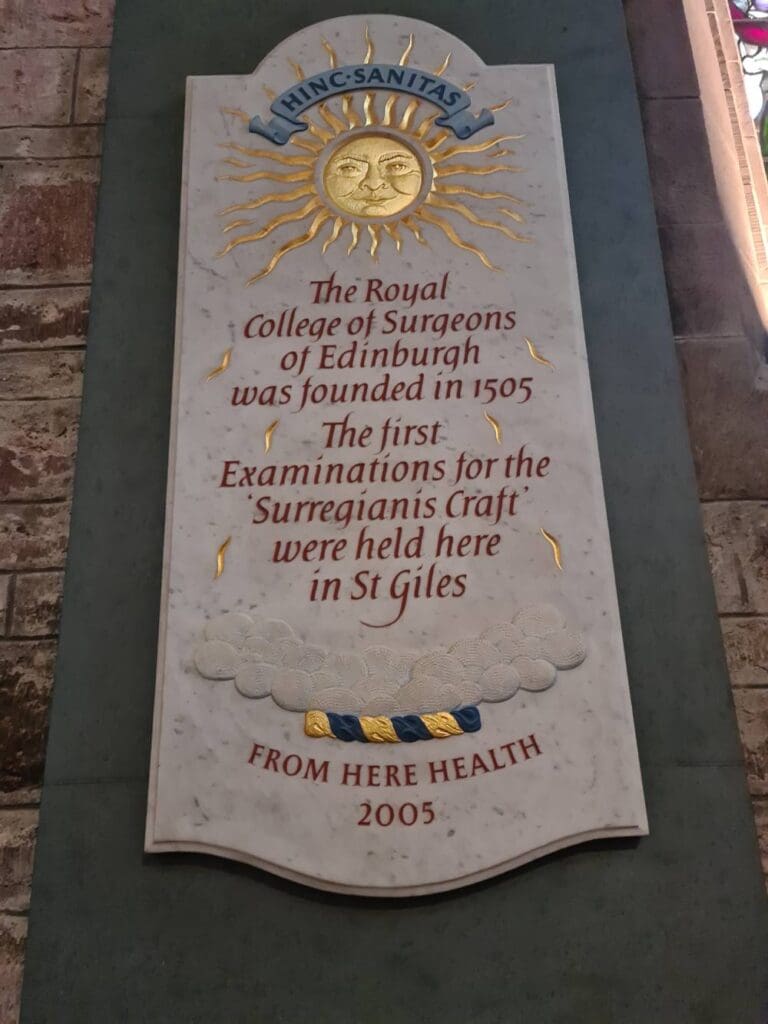 HINC·SANITAS
The Royal
College of Surgeons
of Edinburgh
was founded in 1505
The first
Examinations for the
'Surregianis Craft'
were held here
in St Giles
FROM HERE HEALTH
2005